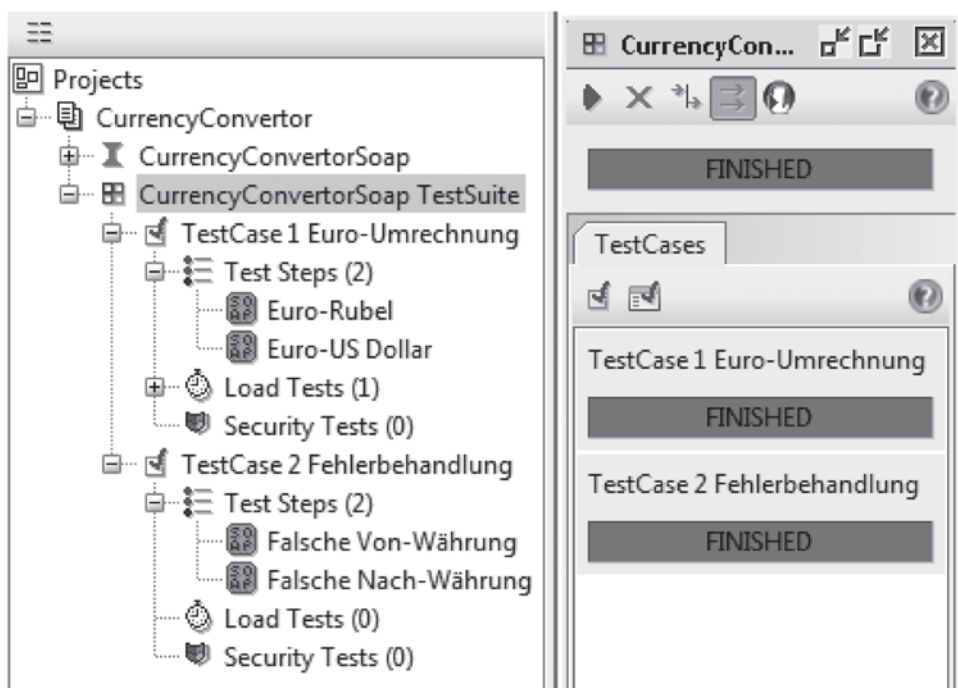 Projects
CurrencyConvertor
CurrencyConvertorSoap
CurrencyConvertorSoap TestSuite
TestCase 1 Euro-Umrechnung
Test Steps (2)
Euro-Rubel
Euro-US Dollar
Load Tests (1)
Security Tests (0)
TestCase 2 Fehlerbehandlung
Test Steps (2)
Falsche Von-Währung
Falsche Nach-Währung
Load Tests (0)
Security Tests (0)
CurrencyCon...
FINISHED
TestCases
TestCase 1 Euro-Umrechnung
FINISHED
TestCase 2 Fehlerbehandlung
FINISHED